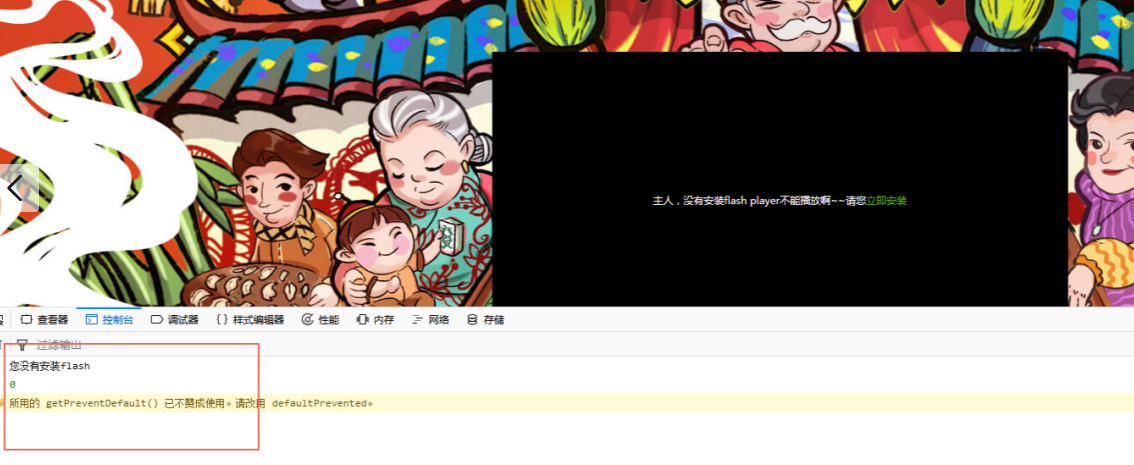 主人，没有安装flash player不能播放啊~~请您立即安装
查看器 控制台 调试器 {} 样式编辑器 性能 内存 网络 存储
过滤输出
您没有安装flash
0
所用的 getPreventDefault() 已不赞成使用。请改用 defaultPrevented。